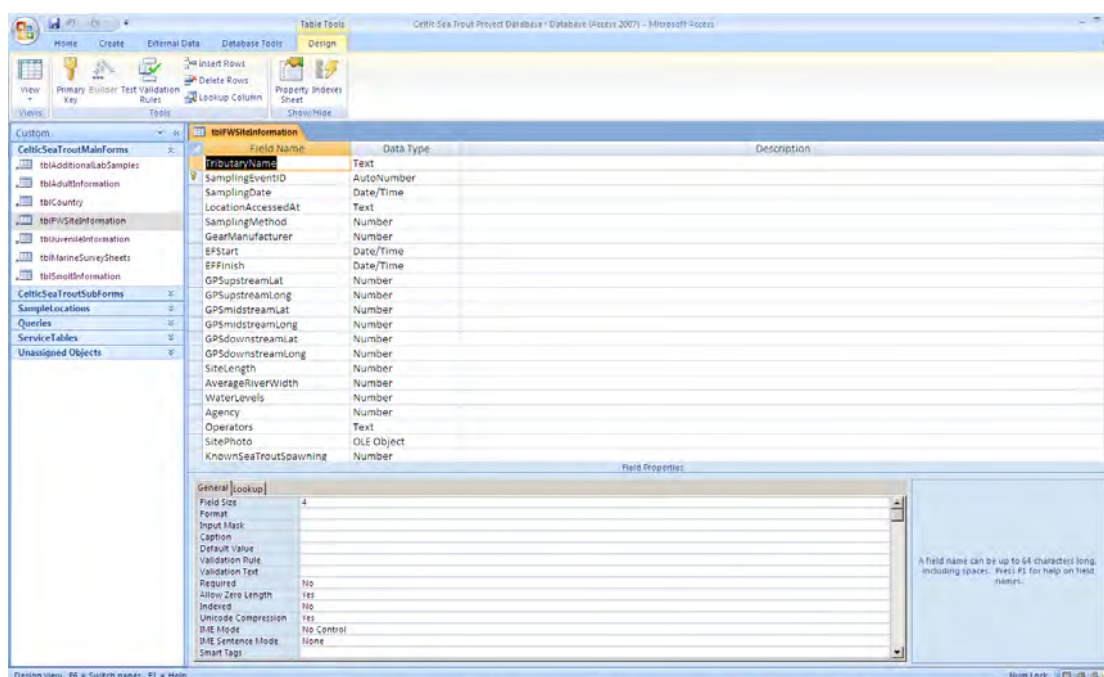 Table Tools
Celtic Sea Trout Project Database : Database (Access 2007) - Microsoft Access
Home Create External Data Database Tools Design
View
Primary Key
Builder
Test Validation Rules
Insert Rows
Delete Rows
Lookup Column
Property Sheet
Indexes
Views
Tools
Show/Hide
Custom
CelticSeaTroutMainForms
tblAdditionalLabSamples
tblAdultInformation
tblCountry
tblFWSiteInformation
tblJuvenileInformation
tblMarineSurveySheets
tblSmoltInformation
CelticSeaTroutSubForms
SampleLocations
Queries
ServiceTables
Unassigned Objects
tblFWSiteInformation
Field Name Data Type Description
TributaryName Text
SamplingEventID AutoNumber
SamplingDate Date/Time
LocationAccessedAt Text
SamplingMethod Number
GearManufacturer Number
EFStart Date/Time
EFFinish Date/Time
GPSupstreamLat Number
GPSupstreamLong Number
GPSmidstreamLat Number
GPSmidstreamLong Number
GPSdownstreamLat Number
GPSdownstreamLong Number
SiteLength Number
AverageRiverWidth Number
WaterLevels Number
Agency Number
Operators Text
SitePhoto OLE Object
KnownSeaTroutSpawning Number
Field Properties
General Lookup
Field Size 4
Format
Input Mask
Caption
Default Value
Validation Rule
Validation Text
Required No
Allow Zero Length Yes
Indexed No
Unicode Compression Yes
IME Mode No Control
IME Sentence Mode None
Smart Tags
A field name can be up to 64 characters long,
including spaces. Press F1 for help on field
names.
Design view. F6 = Switch panes. F1 = Help.
Num Lock